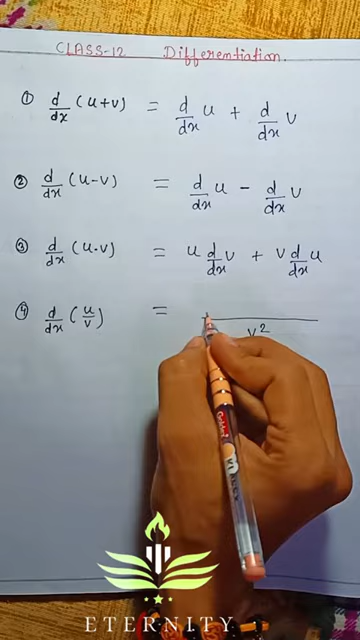 CLASS-12 Differentiation.
① d/dx (u+v) = d/dx u + d/dx v
② d/dx (u-v) = d/dx u - d/dx v
③ d/dx (u-v) = u d/dx v + v d/dx u
④ d/dx (u/v) = / v²
ETERNITY